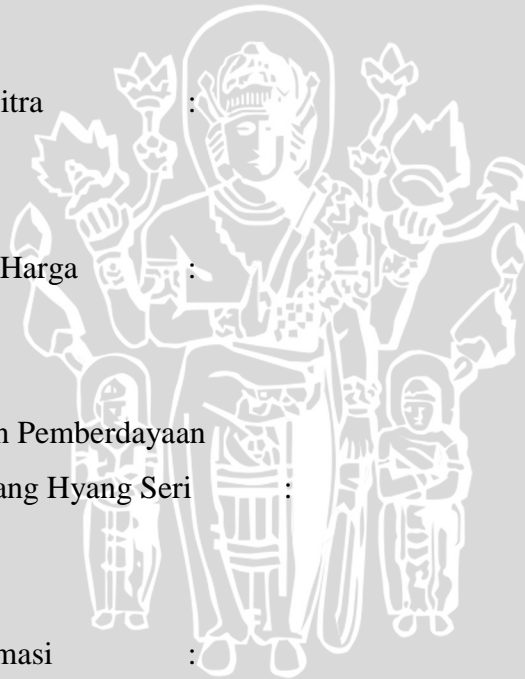 itra :
Harga :
n Pemberdayaan
ang Hyang Seri :
masi :